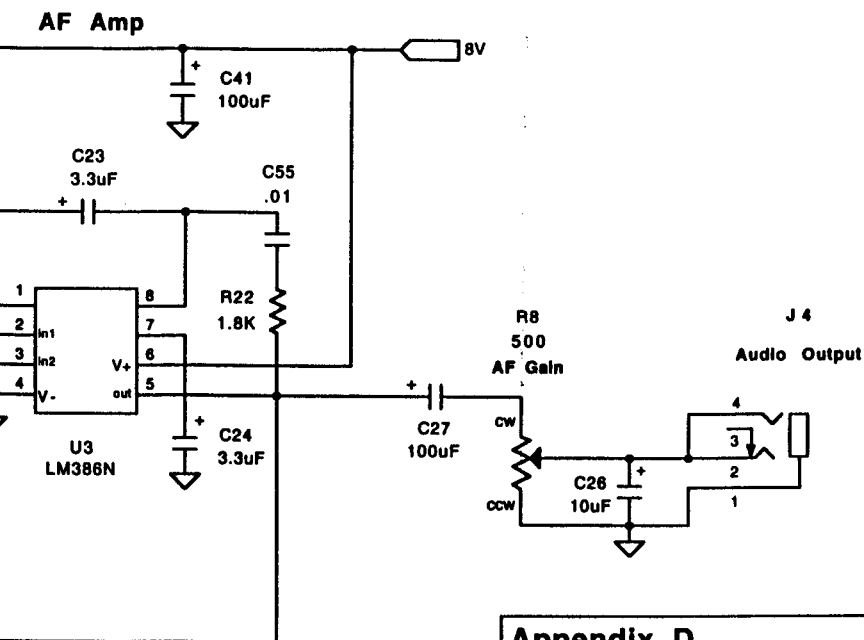 AF Amp
8V
+
C41
100uF
C23
3.3uF
+
C55
.01
1
8
R22
1.8K
2
In1
7
3
In2
V+
6
4
V-
out
5
U3
LM386N
+
C24
3.3uF
+
C27
100uF
R8
500
AF Gain
CW
CCW
+
C26
10uF
J4
Audio Output
4
3
2
1
Appendix D